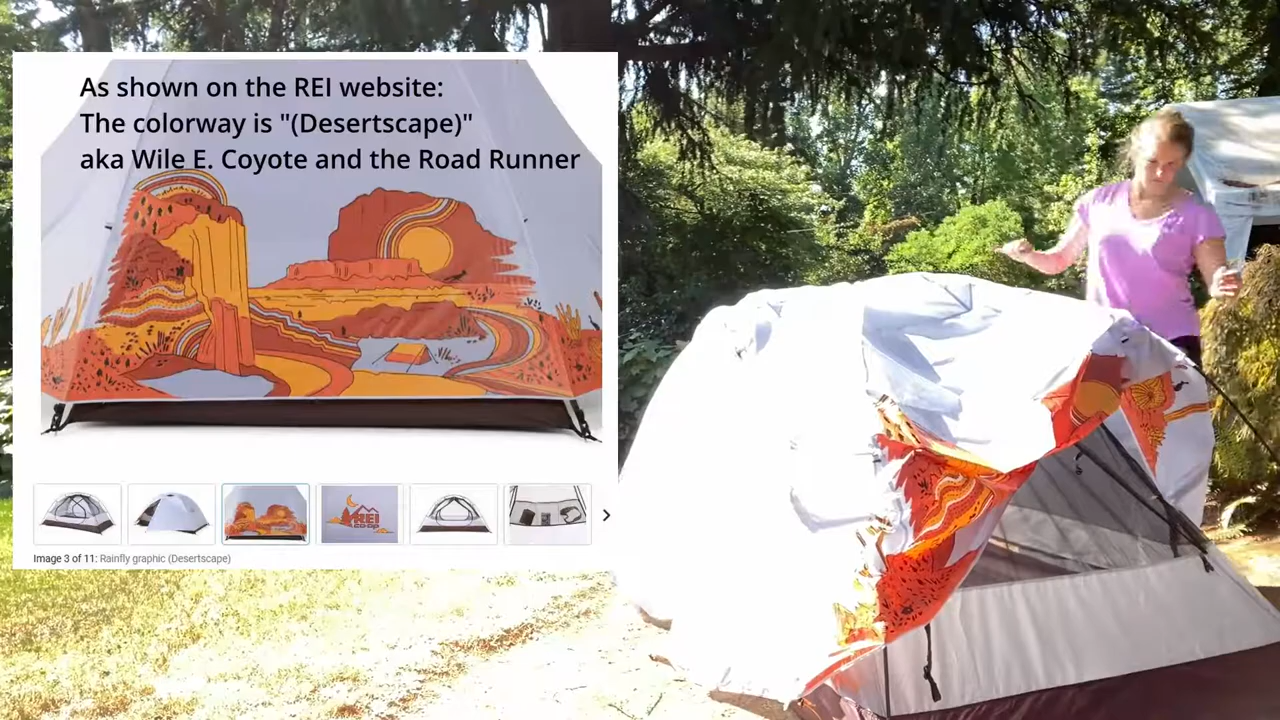 As shown on the REI website:
The colorway is "(Desertscape)"
aka Wile E. Coyote and the Road Runner
REI
co·op
Image 3 of 11: Rainfly graphic (Desertscape)